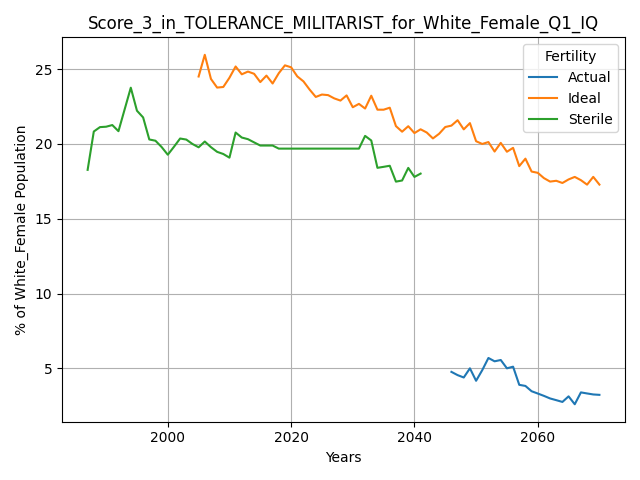 Score_3_in_TOLERANCE_MILITARIST_for_White_Female_Q1_IQ
Fertility
Actual
Ideal
Sterile
% of White_Female Population
25
20
15
10
5
2000
2020
2040
2060
Years